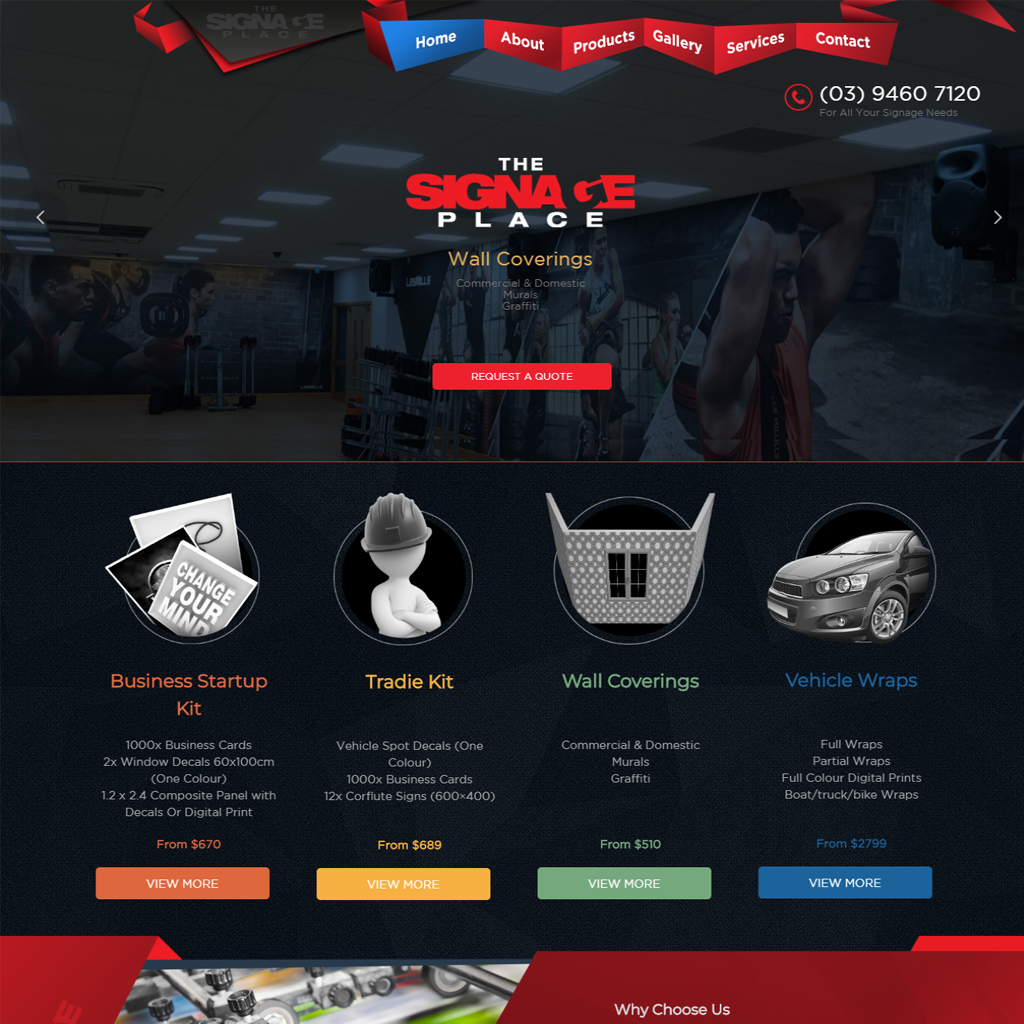 THE
SIGNAGE
PLACE
Home
About
Products
Gallery
Services
Contact
(03) 9460 7120
For All Your Signage Needs
THE
SIGNAGE
PLACE
Wall Coverings
Commercial & Domestic
Murals
Graffiti
REQUEST A QUOTE
CHANGE
YOUR
MIND
Business Startup
Kit
1000x Business Cards
2x Window Decals 60x100cm
(One Colour)
1.2 x 2.4 Composite Panel with
Decals Or Digital Print
From $670
VIEW MORE
Tradie Kit
Vehicle Spot Decals (One
Colour)
1000x Business Cards
12x Corflute Signs (600×400)
From $689
VIEW MORE
Wall Coverings
Commercial & Domestic
Murals
Graffiti
From $510
VIEW MORE
Vehicle Wraps
Full Wraps
Partial Wraps
Full Colour Digital Prints
Boat/truck/bike Wraps
From $2799
VIEW MORE
Why Choose Us